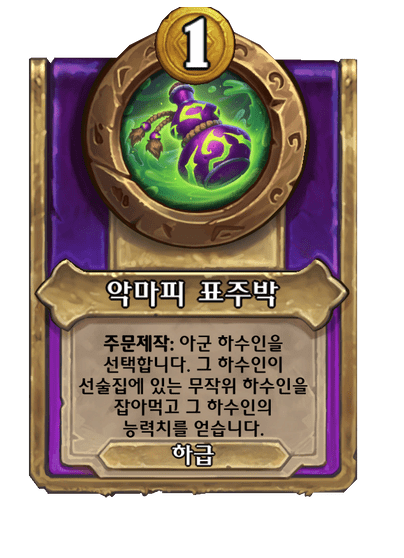 1
악마피 표주박
주문제작: 아군 하수인을
선택합니다. 그 하수인이
선술집에 있는 무작위 하수인을
잡아먹고 그 하수인의
능력치를 얻습니다.
하급